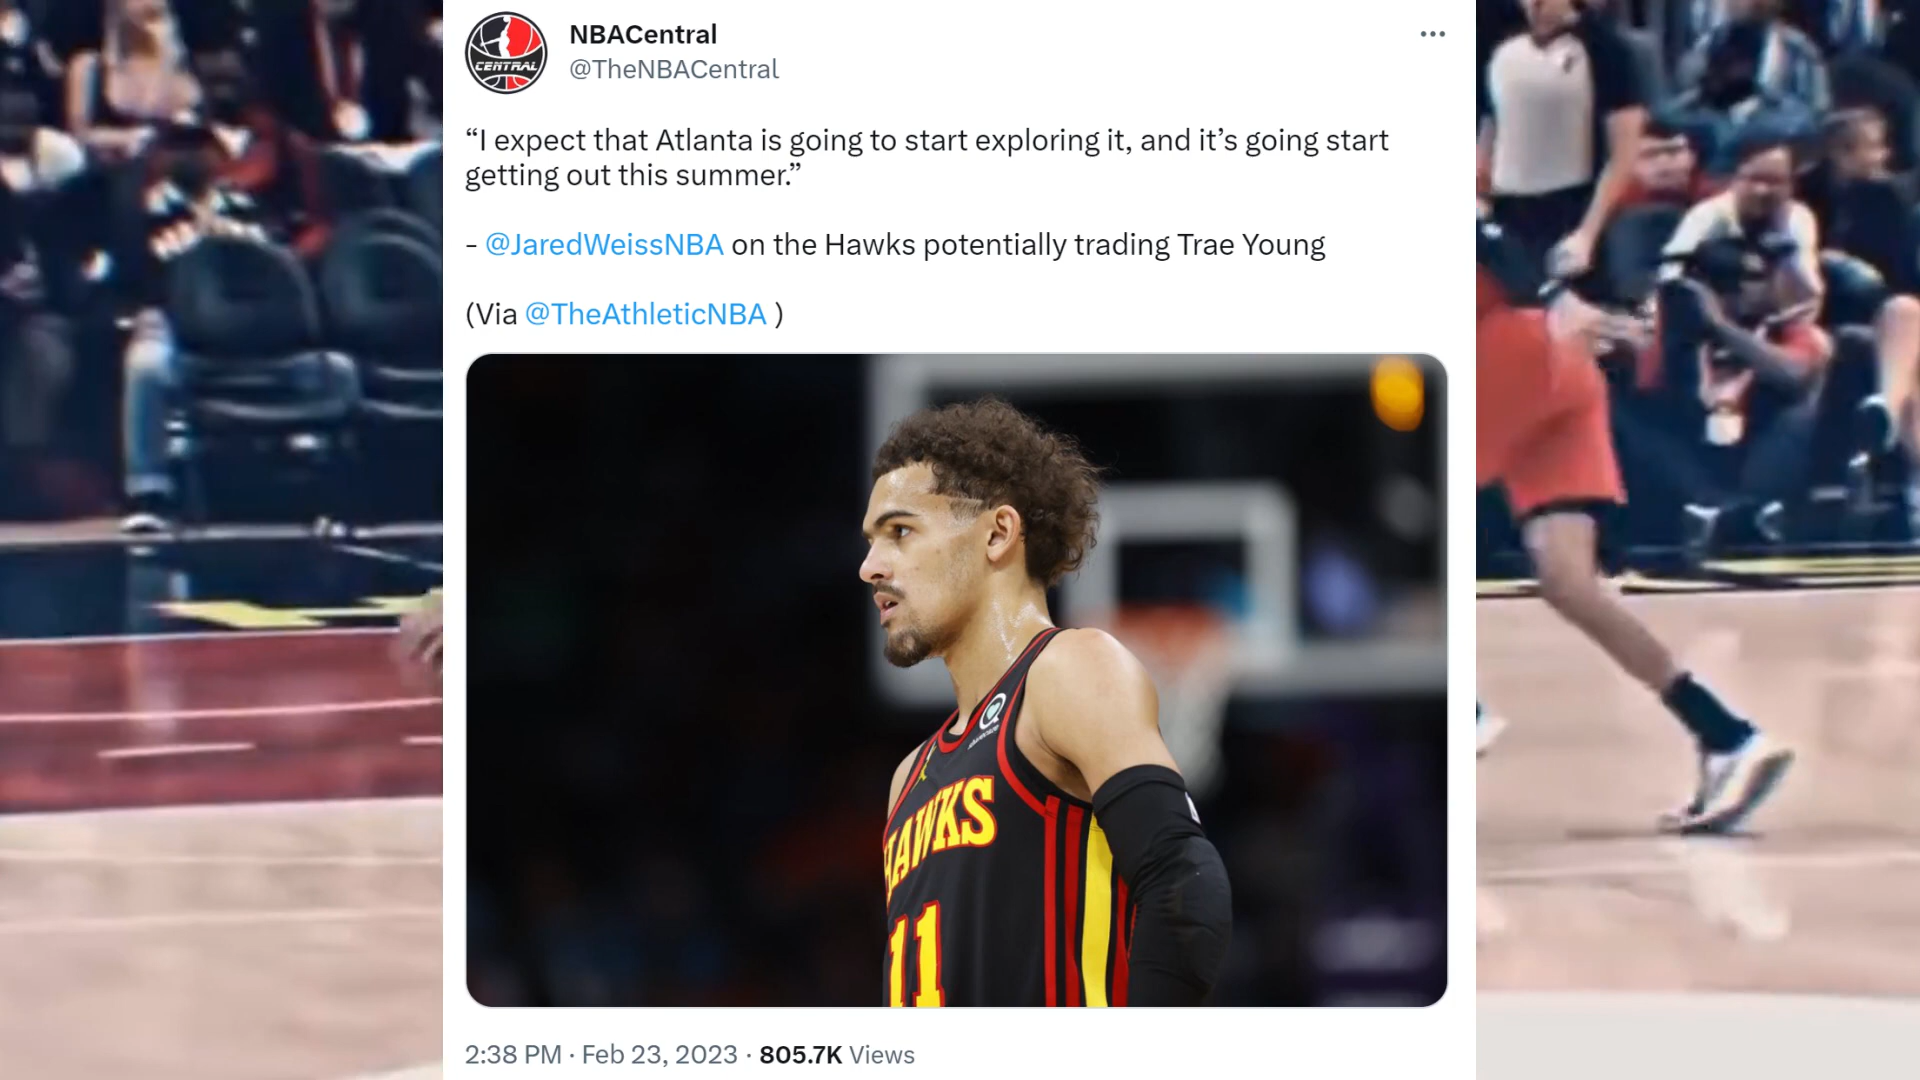 NBACentral
@TheNBACentral
“I expect that Atlanta is going to start exploring it, and it’s going start
getting out this summer.”
- @JaredWeissNBA on the Hawks potentially trading Trae Young
(Via @TheAthleticNBA )
CENTRAL
HAWKS
11
2:38 PM · Feb 23, 2023 · 805.7K Views